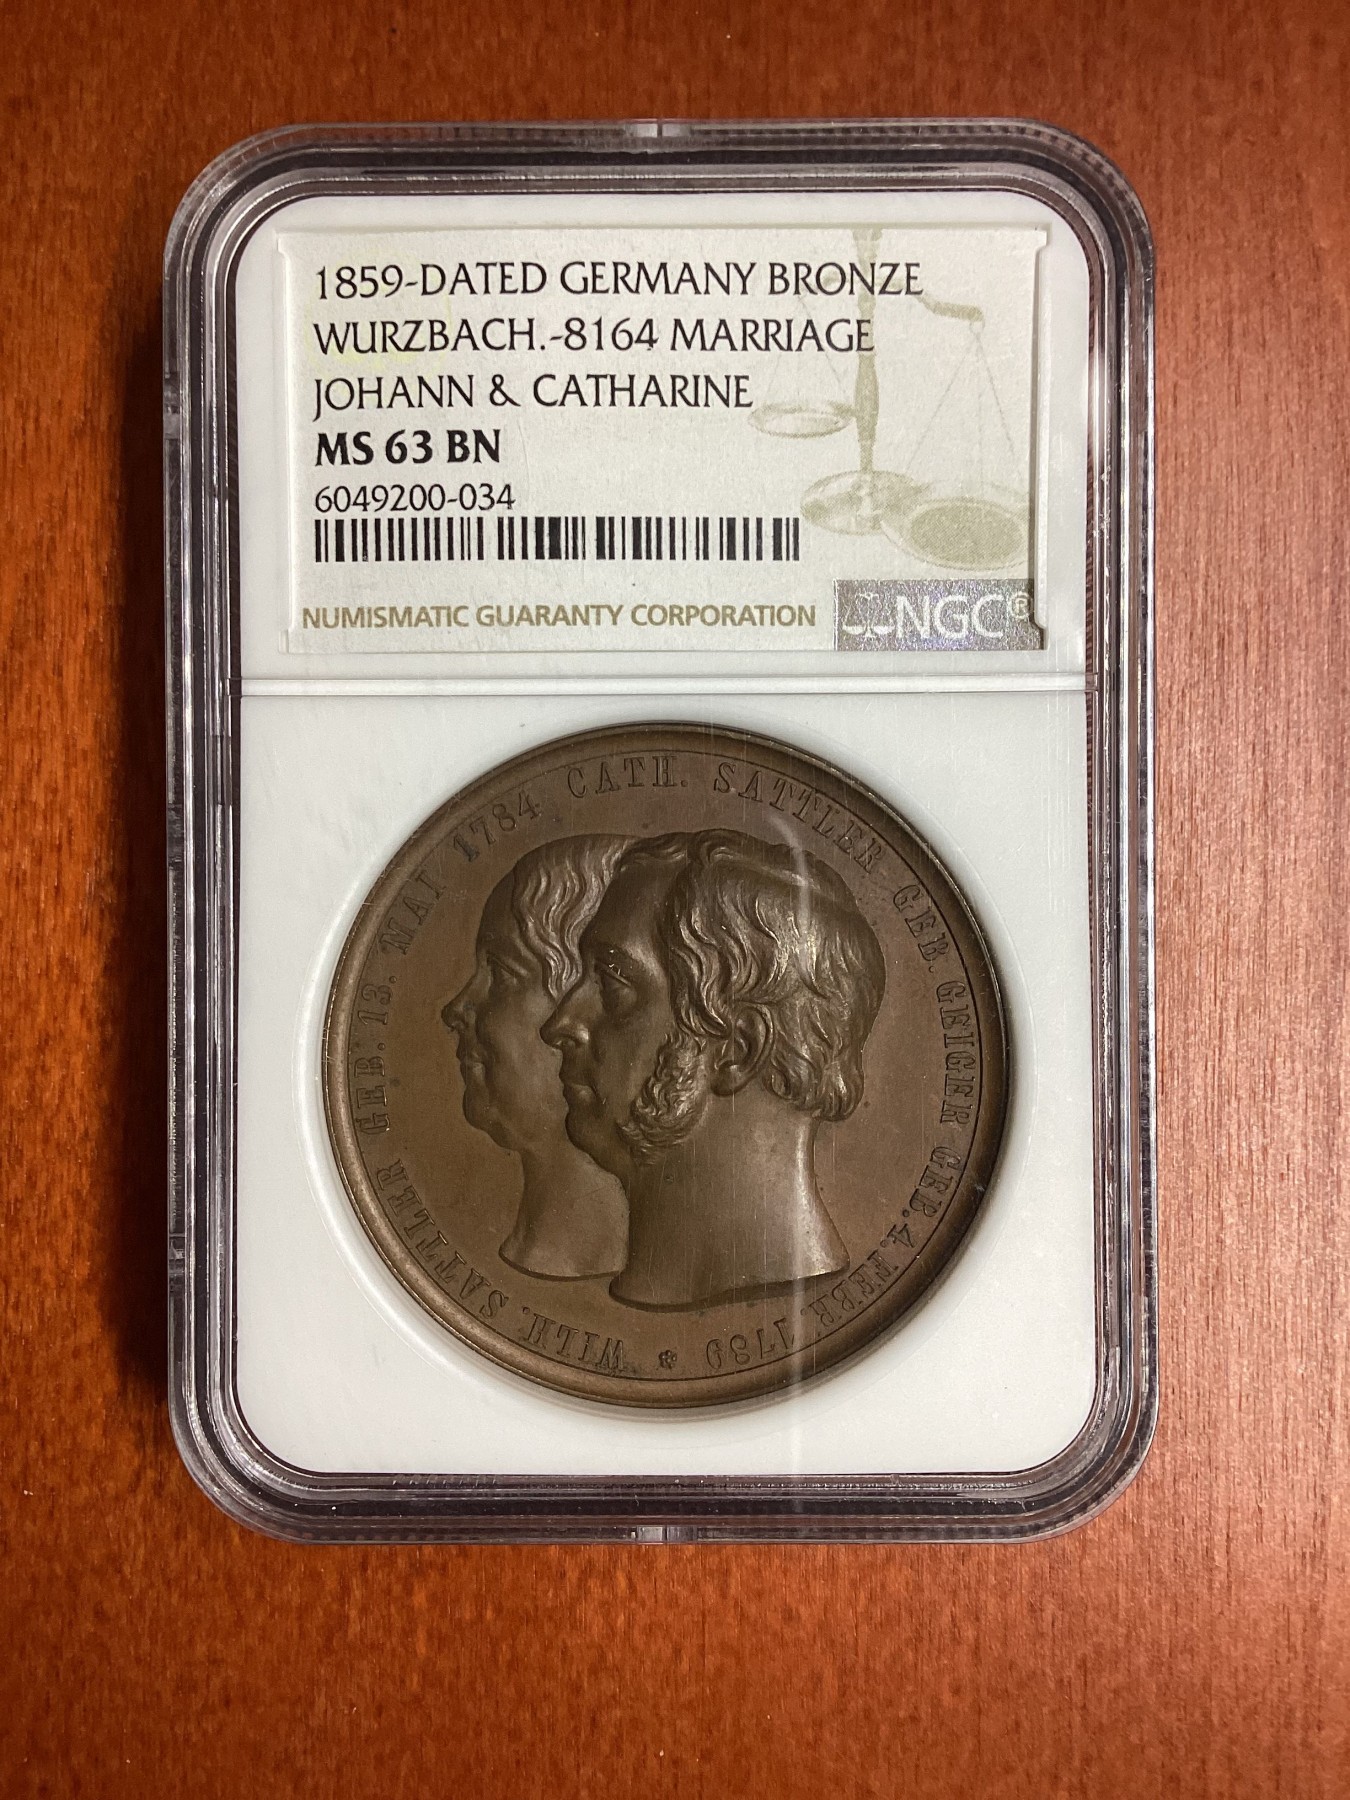 1859-DATED GERMANY BRONZE
WURZBACH.-8164 MARRIAGE
JOHANN & CATHARINE
MS 63 BN
6049200-034
NUMISMATIC GUARANTY CORPORATION
NGC®
WILH. SATTLER GEB. 13. MAI 1784. CATH. SATTLER GEB. GEIGER GEB. 4. FEBR. 1789 *